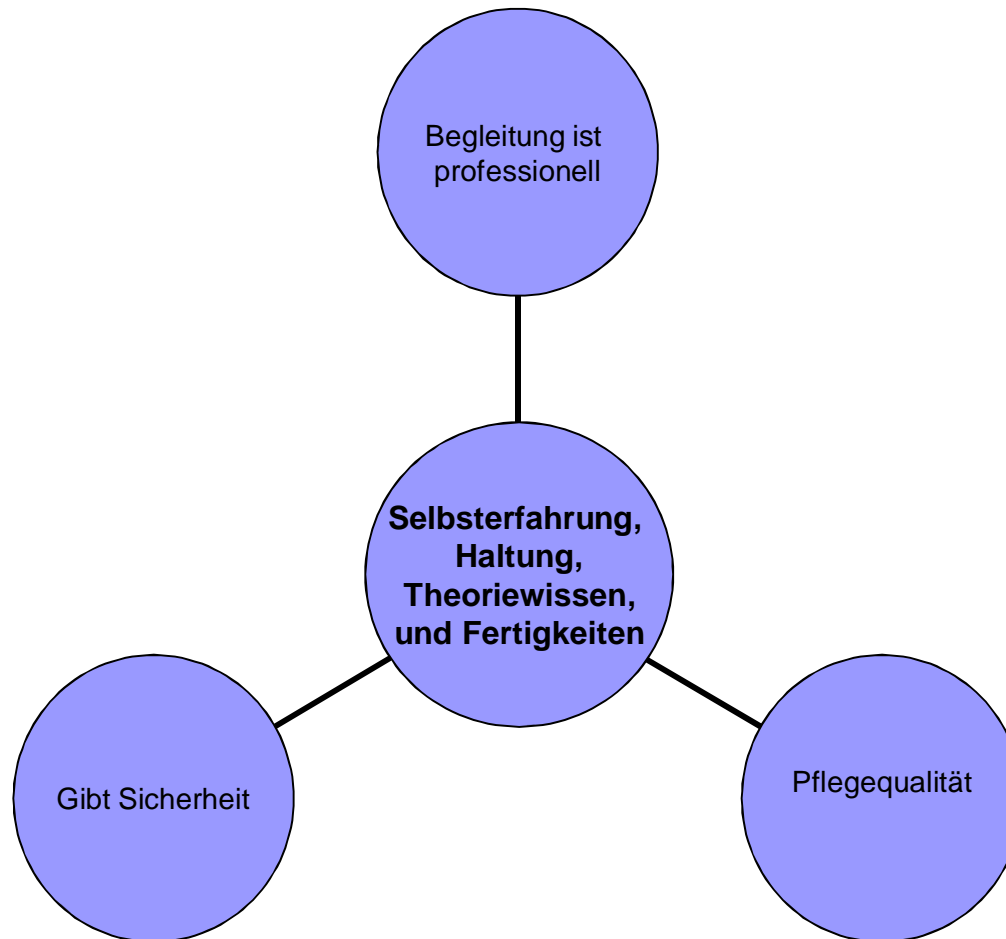 Begleitung ist
professionell
Selbsterfahrung,
Haltung,
Theoriewissen,
und Fertigkeiten
Gibt Sicherheit
Pflegequalität